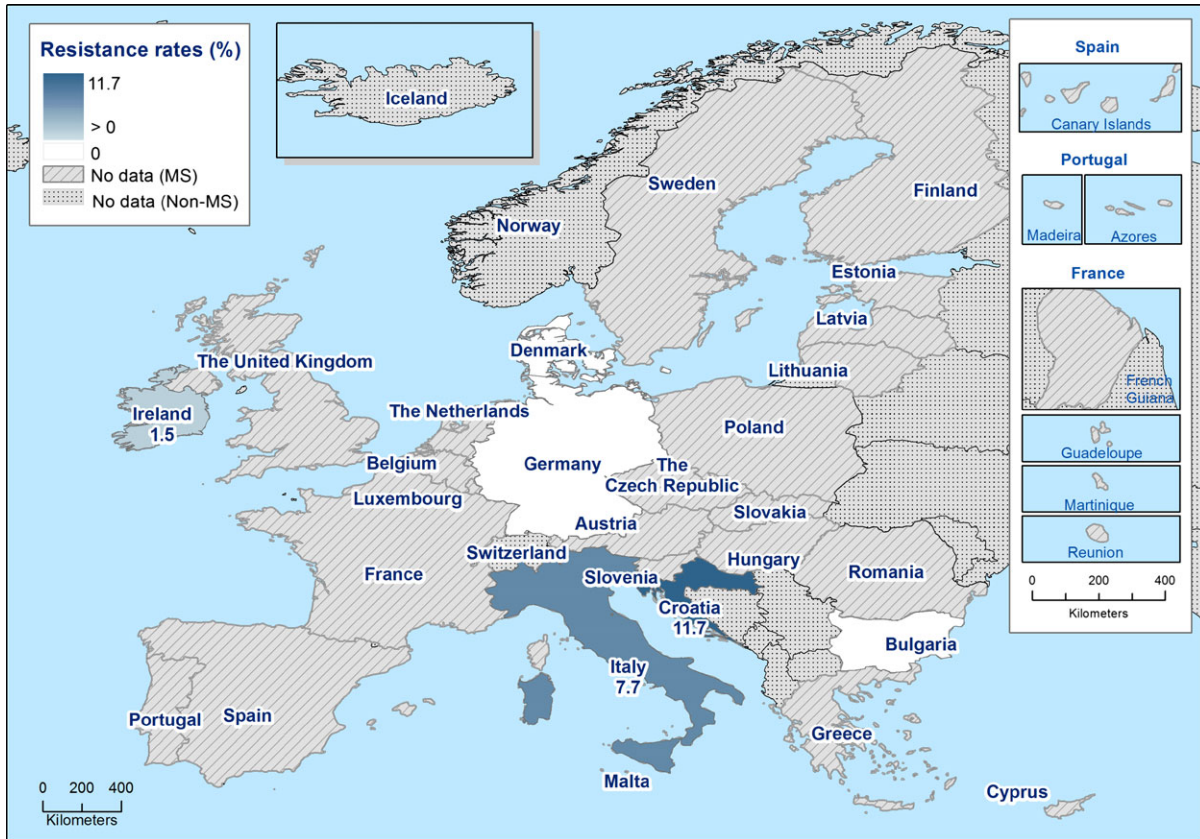 Resistance rates (%)
11.7
> 0
0
No data (MS)
No data (Non-MS)
Iceland
Norway
Sweden
Finland
Estonia
Latvia
Lithuania
Denmark
The United Kingdom
Ireland
1.5
The Netherlands
Poland
Belgium
Germany
The
Czech Republic
Luxembourg
Slovakia
Austria
Switzerland
Hungary
France
Slovenia
Romania
Croatia
11.7
Bulgaria
Italy
7.7
Portugal
Spain
Greece
Malta
Cyprus
0 200 400
Kilometers
Spain
Canary Islands
Portugal
Madeira
Azores
France
French
Guiana
Guadeloupe
Martinique
Reunion
0 200 400
Kilometers